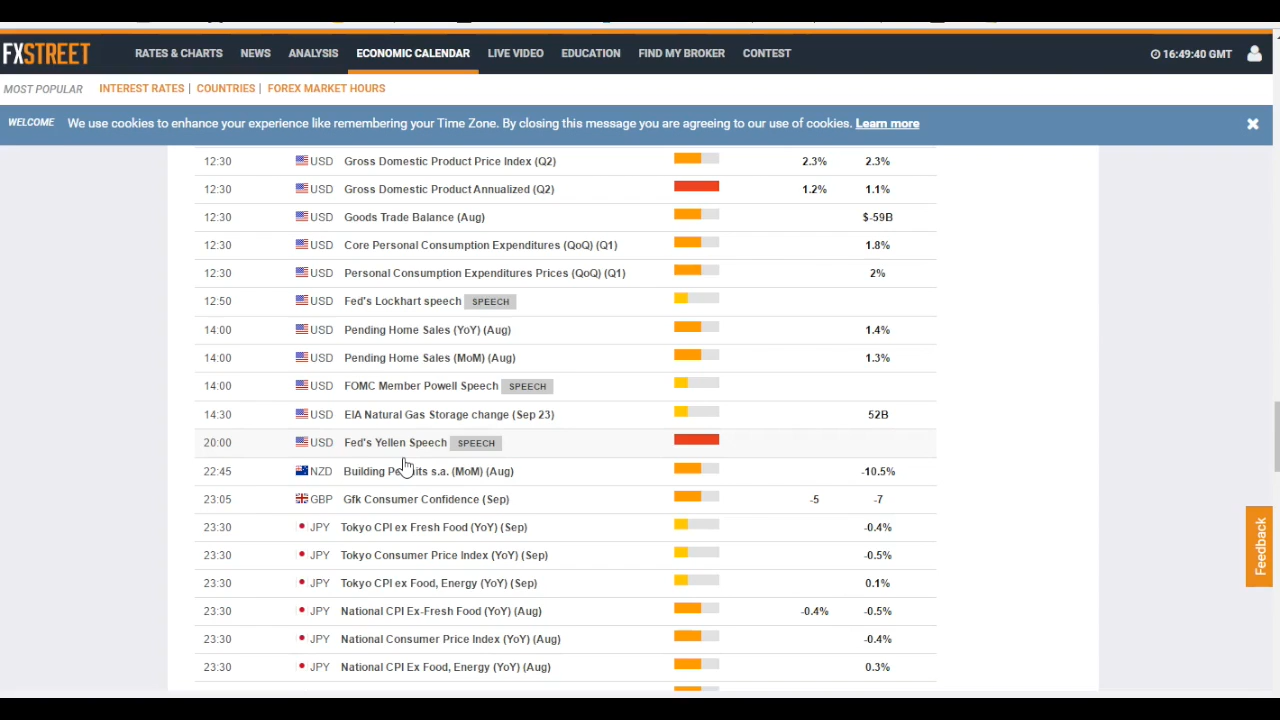 FXSTREET RATES & CHARTS NEWS ANALYSIS ECONOMIC CALENDAR LIVE VIDEO EDUCATION FIND MY BROKER CONTEST 16:49:40 GMT
MOST POPULAR INTEREST RATES | COUNTRIES | FOREX MARKET HOURS
WELCOME We use cookies to enhance your experience like remembering your Time Zone. By closing this message you are agreeing to our use of cookies. Learn more
12:30 USD Gross Domestic Product Price Index (Q2) 2.3% 2.3%
12:30 USD Gross Domestic Product Annualized (Q2) 1.2% 1.1%
12:30 USD Goods Trade Balance (Aug) $-59B
12:30 USD Core Personal Consumption Expenditures (QoQ) (Q1) 1.8%
12:30 USD Personal Consumption Expenditures Prices (QoQ) (Q1) 2%
12:50 USD Fed's Lockhart speech SPEECH
14:00 USD Pending Home Sales (YoY) (Aug) 1.4%
14:00 USD Pending Home Sales (MoM) (Aug) 1.3%
14:00 USD FOMC Member Powell Speech SPEECH
14:30 USD EIA Natural Gas Storage change (Sep 23) 52B
20:00 USD Fed's Yellen Speech SPEECH
22:45 NZD Building Permits s.a. (MoM) (Aug) -10.5%
23:05 GBP Gfk Consumer Confidence (Sep) -5 -7
23:30 JPY Tokyo CPI ex Fresh Food (YoY) (Sep) -0.4%
23:30 JPY Tokyo Consumer Price Index (YoY) (Sep) -0.5%
23:30 JPY Tokyo CPI ex Food, Energy (YoY) (Sep) 0.1%
23:30 JPY National CPI Ex-Fresh Food (YoY) (Aug) -0.4% -0.5%
23:30 JPY National Consumer Price Index (YoY) (Aug) -0.4%
23:30 JPY National CPI Ex Food, Energy (YoY) (Aug) 0.3%
Feedback